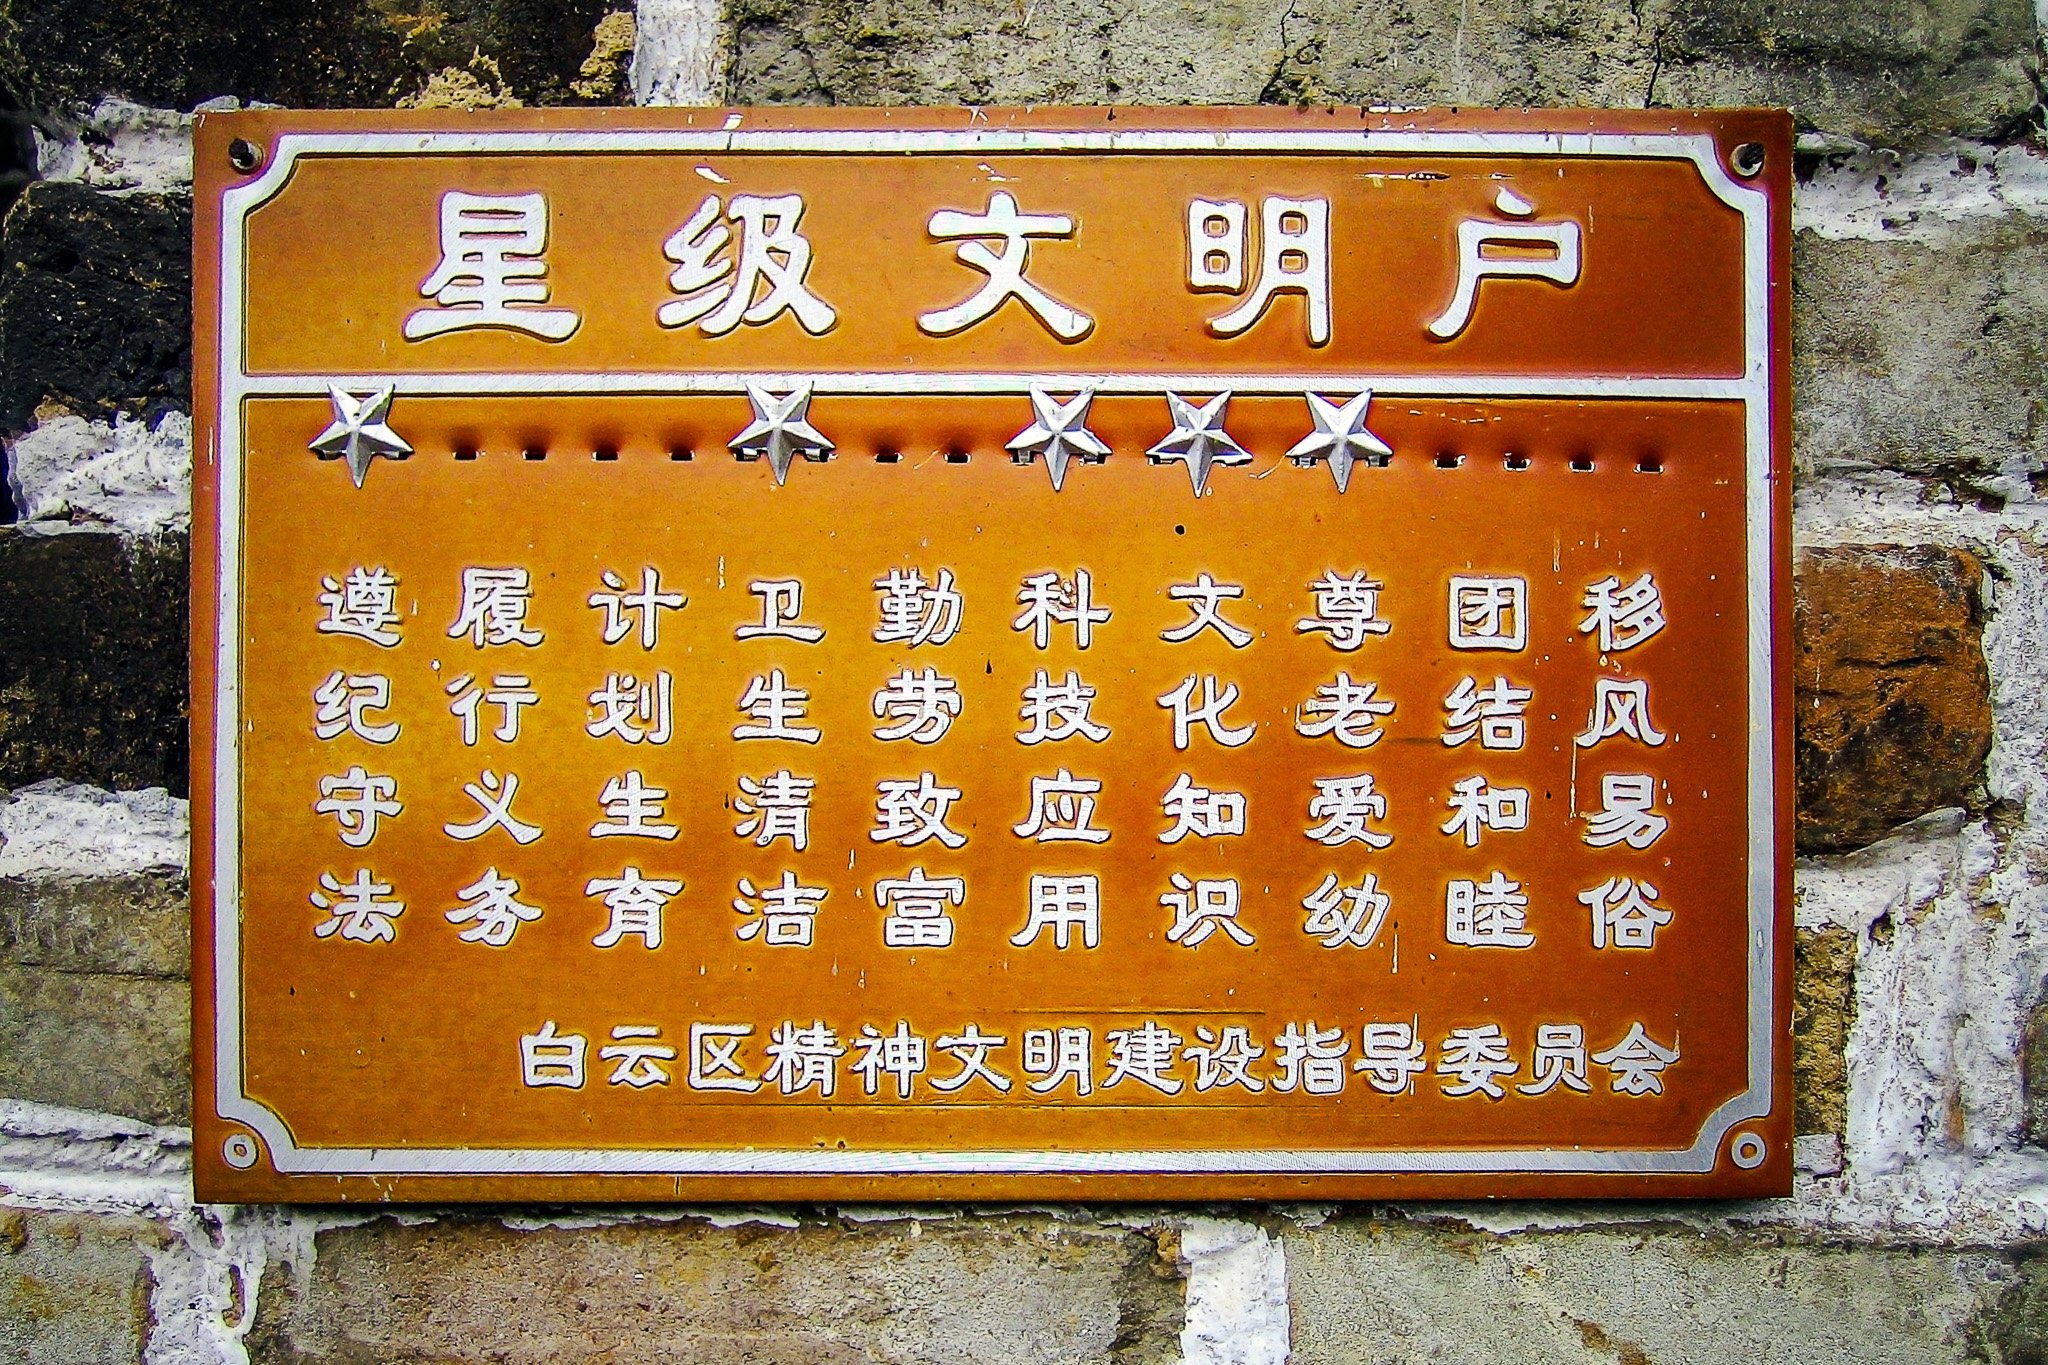 星级文明户
遵纪守法
履行义务
计划生育
卫生清洁
勤劳致富
科技应用
文化知识
尊老爱幼
团结和睦
移风易俗
白云区精神文明建设指导委员会